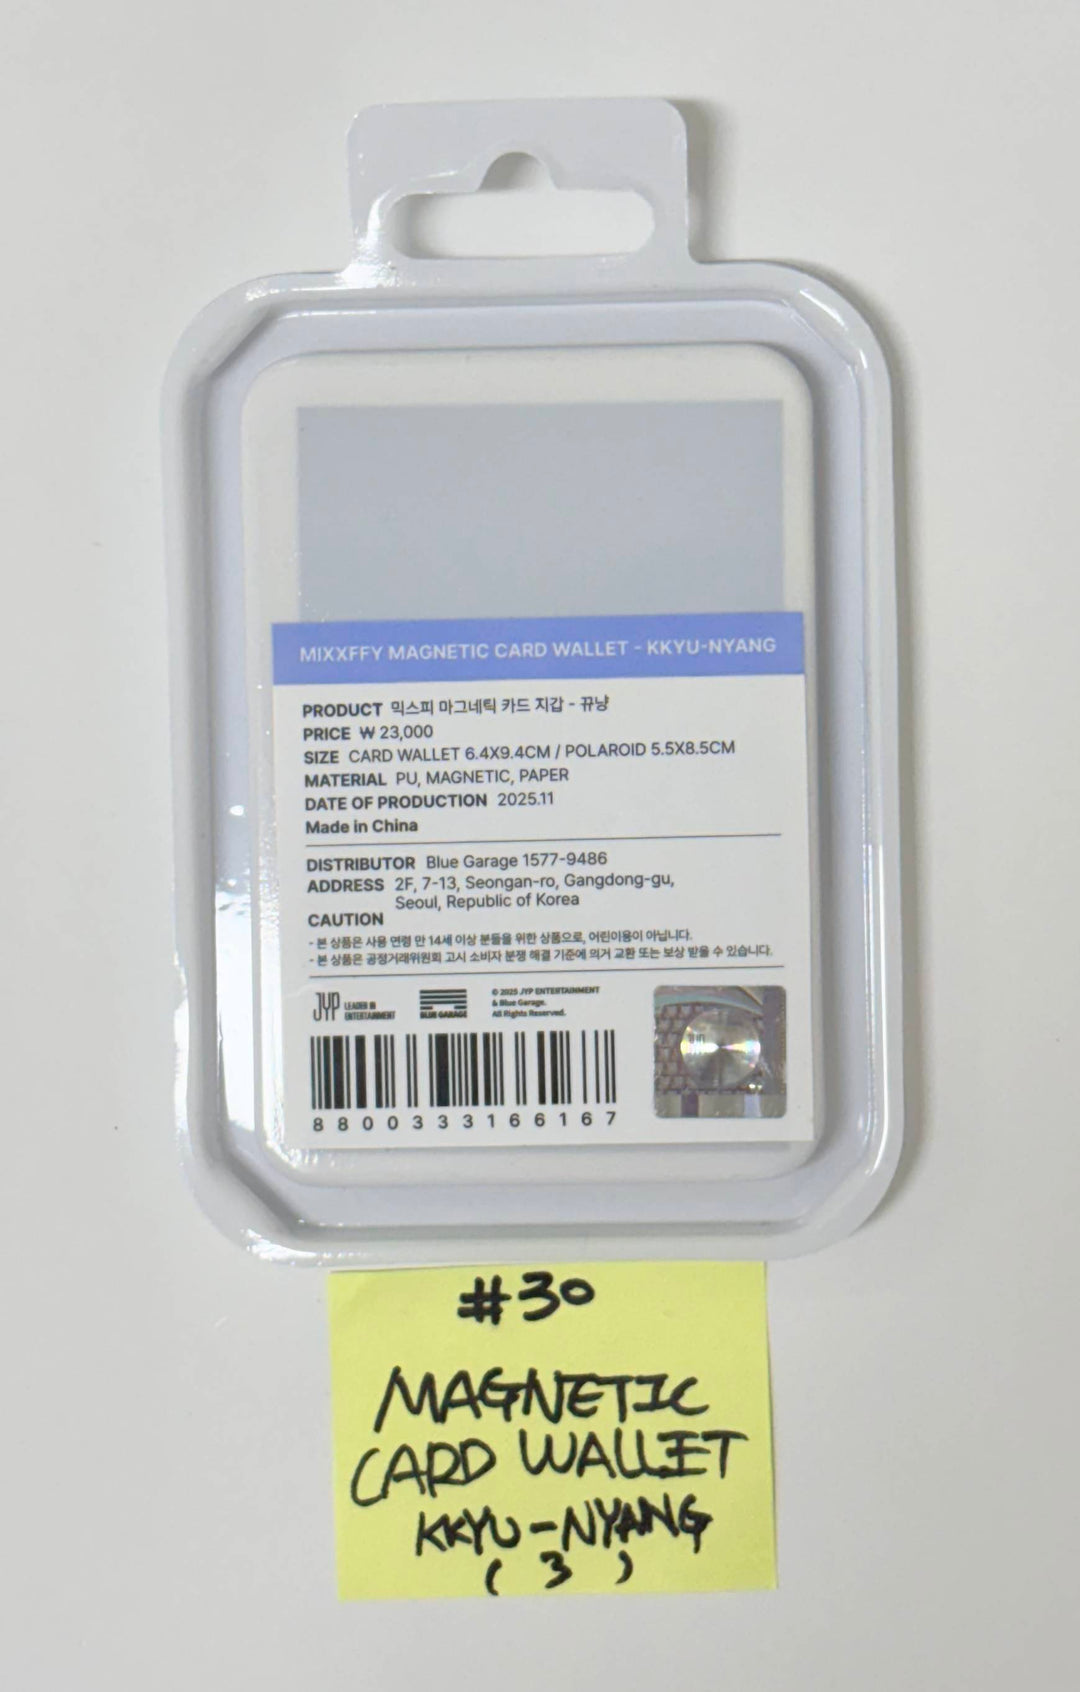 MIXXFFY MAGNETIC CARD WALLET - KKYU-NYANG
PRODUCT 믹스피 마그네틱 카드 지갑 - 뀨냥
PRICE ₩ 23,000
SIZE CARD WALLET 6.4X9.4CM / POLAROID 5.5X8.5CM
MATERIAL PU, MAGNETIC, PAPER
DATE OF PRODUCTION 2025.11
Made in China
DISTRIBUTOR Blue Garage 1577-9486
ADDRESS 2F, 7-13, Seongan-ro, Gangdong-gu,
Seoul, Republic of Korea
CAUTION
- 본 상품은 사용 연령 만 14세 이상 분들을 위한 상품으로, 어린이용이 아닙니다.
- 본 상품은 공정거래위원회 고시 소비자 분쟁 해결 기준에 의거 교환 또는 보상 받을 수 있습니다.
JYP LEADER IN
ENTERTAINMENT
BLUE GARAGE
© 2025 JYP ENTERTAINMENT
& Blue Garage.
All Rights Reserved.
8800333166167
#30
MAGNETIC
CARD WALLET
KKYU-NYANG
( 3 )